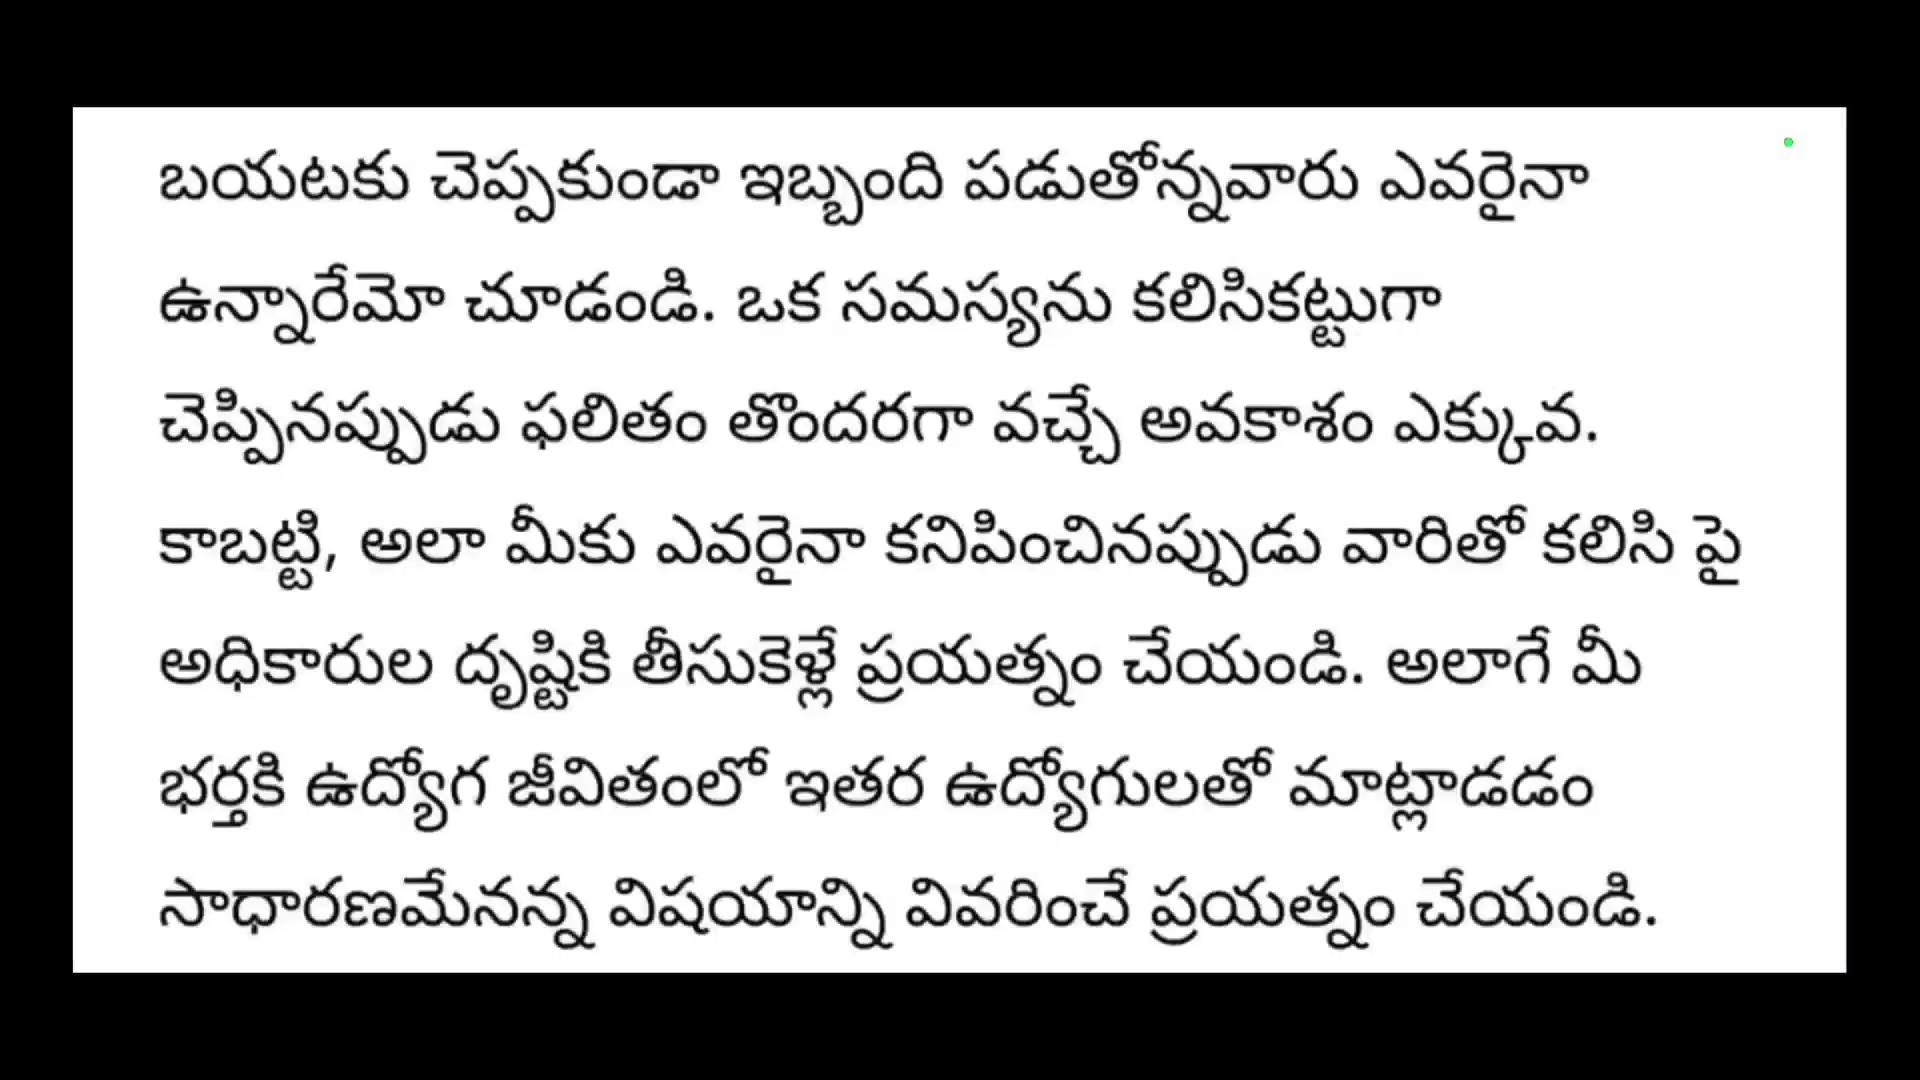 బయటకు చెప్పకుండా ఇబ్బంది పడుతోన్నవారు ఎవరైనా
ఉన్నారేమో చూడండి. ఒక సమస్యను కలిసికట్టుగా
చెప్పినప్పుడు ఫలితం తొందరగా వచ్చే అవకాశం ఎక్కువ.
కాబట్టి, అలా మీకు ఎవరైనా కనిపించినప్పుడు వారితో కలిసి పై
అధికారుల దృష్టికి తీసుకెళ్లే ప్రయత్నం చేయండి. అలాగే మీ
భర్తకి ఉద్యోగ జీవితంలో ఇతర ఉద్యోగులతో మాట్లాడడం
సాధారణమేనన్న విషయాన్ని వివరించే ప్రయత్నం చేయండి.